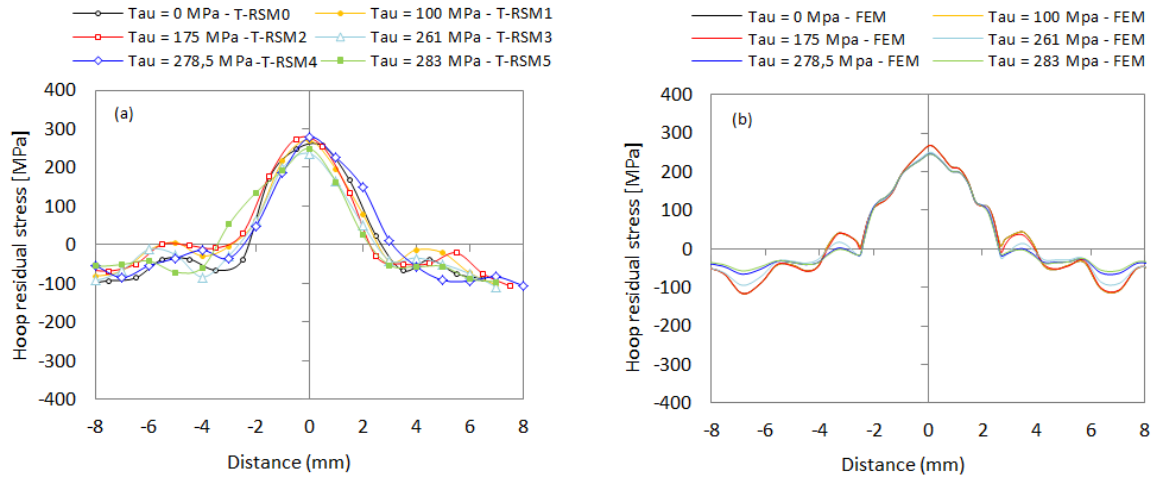 Tau = 0 MPa - T-RSM0
Tau = 100 MPa - T-RSM1
Tau = 175 MPa -T-RSM2
Tau = 261 MPa - T-RSM3
Tau = 278,5 MPa -T-RSM4
Tau = 283 MPa - T-RSM5
(a)
Hoop residual stress [MPa]
400
300
200
100
0
-100
-200
-300
-400
-8 -6 -4 -2 0 2 4 6 8
Distance (mm)
Tau = 0 Mpa - FEM
Tau = 100 Mpa - FEM
Tau = 175 Mpa - FEM
Tau = 261 Mpa - FEM
Tau = 278,5 Mpa - FEM
Tau = 283 Mpa - FEM
(b)
Hoop residual stress [MPa]
400
300
200
100
0
-100
-200
-300
-400
-8 -6 -4 -2 0 2 4 6 8
Distance (mm)